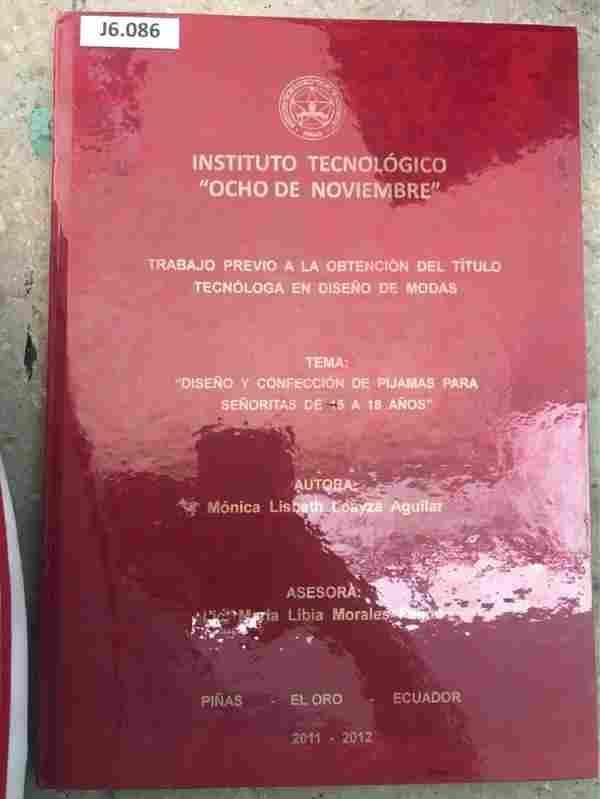 J6.086
INSTITUTO TECNOLÓGICO
"OCHO DE NOVIEMBRE"
TRABAJO PREVIO A LA OBTENCIÓN DEL TÍTULO
TECNÓLOGA EN DISEÑO DE MODAS
TEMA:
"DISEÑO Y CONFECCIÓN DE PIJAMAS PARA
SEÑORITAS DE 15 A 18 AÑOS"
AUTORA:
Mónica Lisbeth Loayza Aguilar
ASESORA:
María Libia Morales
PIÑAS - EL ORO - ECUADOR
2011 - 2012